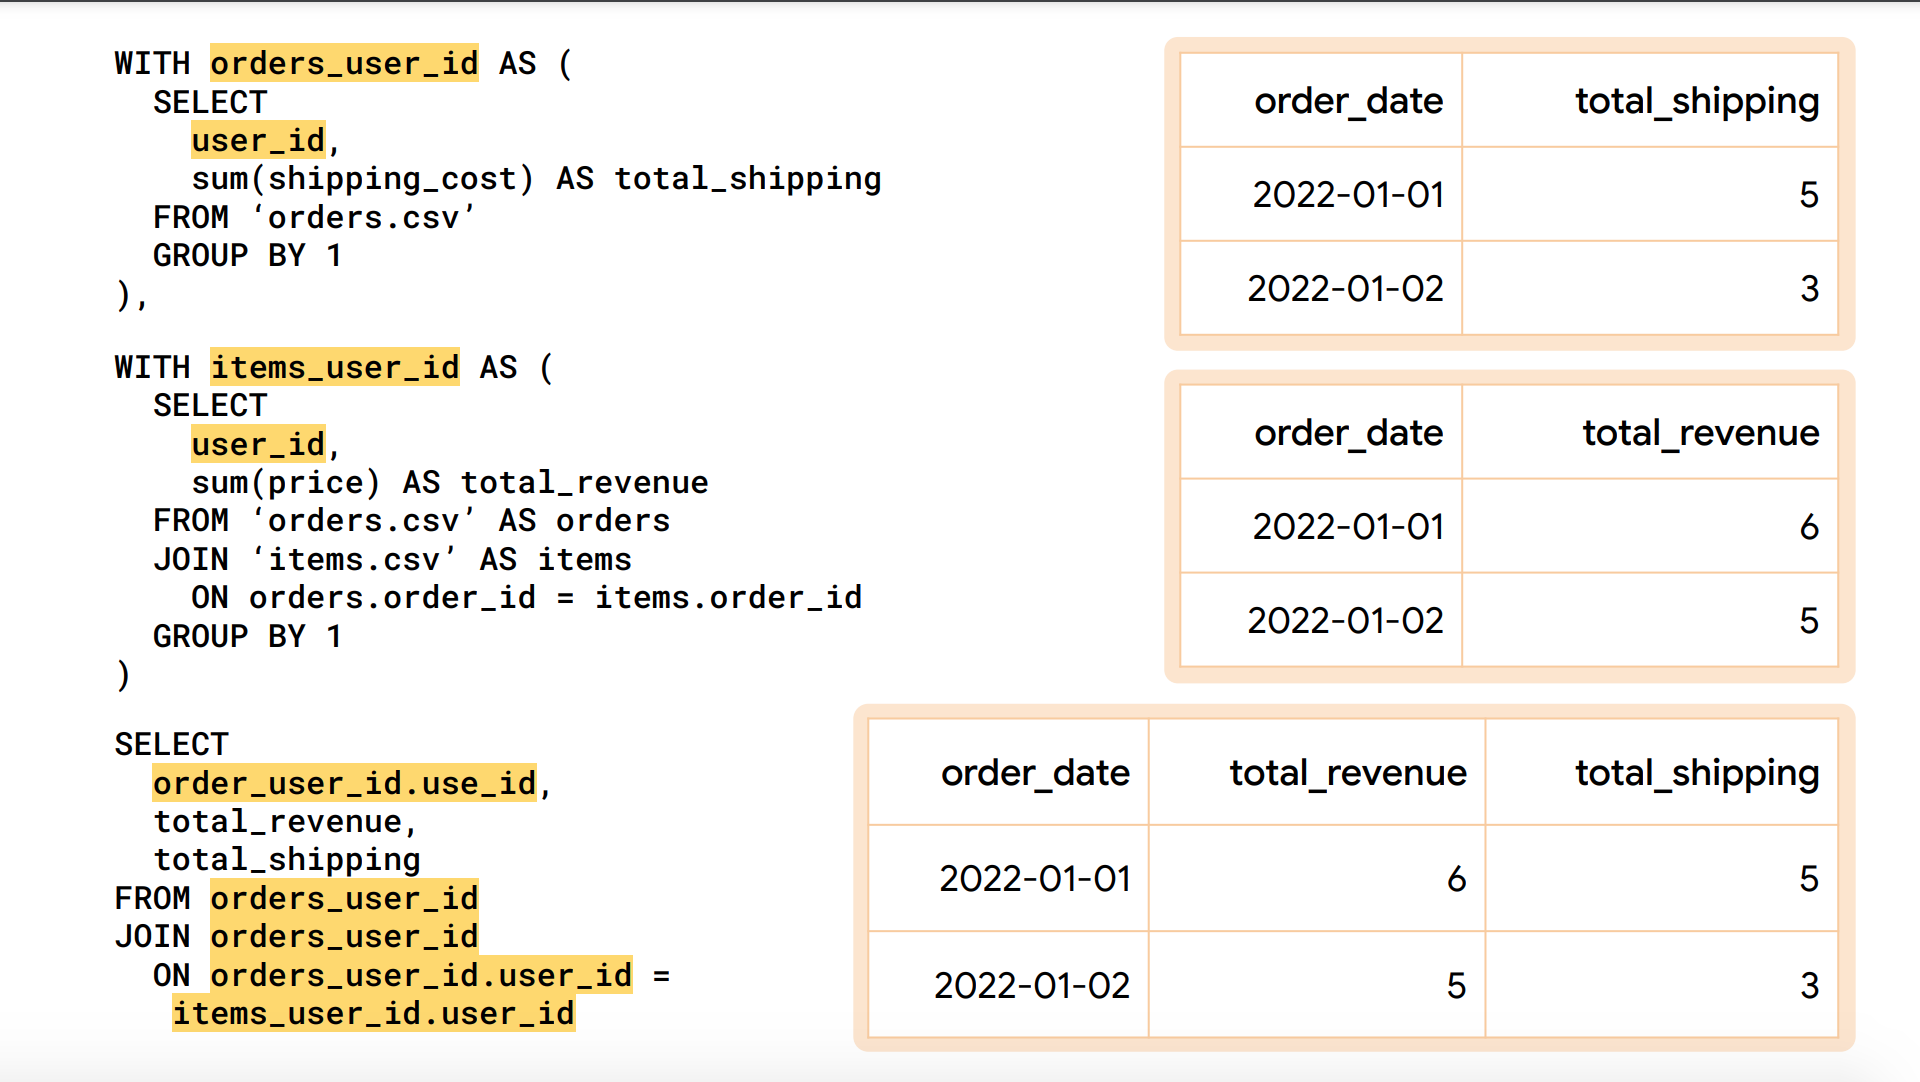 WITH orders_user_id AS (
SELECT
user_id,
sum(shipping_cost) AS total_shipping
FROM ‘orders.csv’
GROUP BY 1
),
WITH items_user_id AS (
SELECT
user_id,
sum(price) AS total_revenue
FROM ‘orders.csv’ AS orders
JOIN ‘items.csv’ AS items
ON orders.order_id = items.order_id
GROUP BY 1
)
SELECT
order_user_id.use_id,
total_revenue,
total_shipping
FROM orders_user_id
JOIN orders_user_id
ON orders_user_id.user_id =
items_user_id.user_id
order_date total_shipping
2022-01-01 5
2022-01-02 3
order_date total_revenue
2022-01-01 6
2022-01-02 5
order_date total_revenue total_shipping
2022-01-01 6 5
2022-01-02 5 3